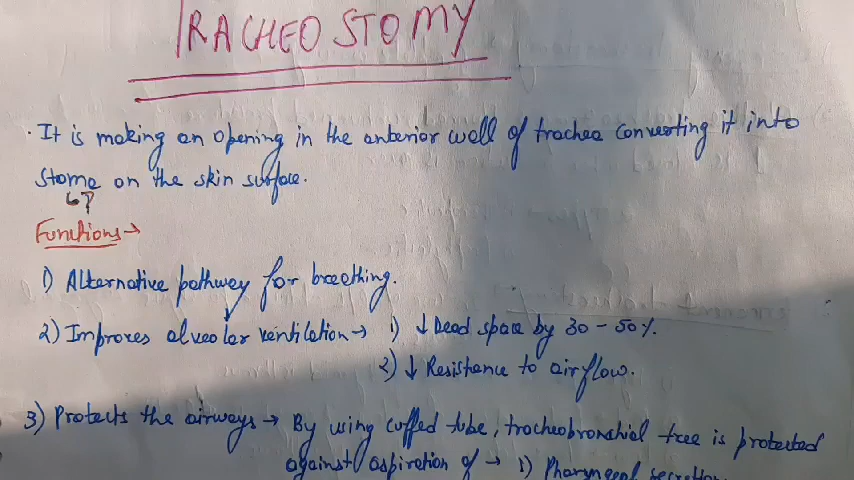 TRACHEOSTOMY
· It is making an opening in the anterior wall of trachea converting it into
stoma on the skin surface.
Functions →
1) Alternative pathway for breathing.
2) Improves alveolar ventilation → 1) ↓ Dead space by 30 - 50%.
2) ↓ Resistance to airflow.
3) Protects the airways → By using cuffed tube, tracheobronchial tree is protected
against aspiration of → 1) Pharyngeal secretion